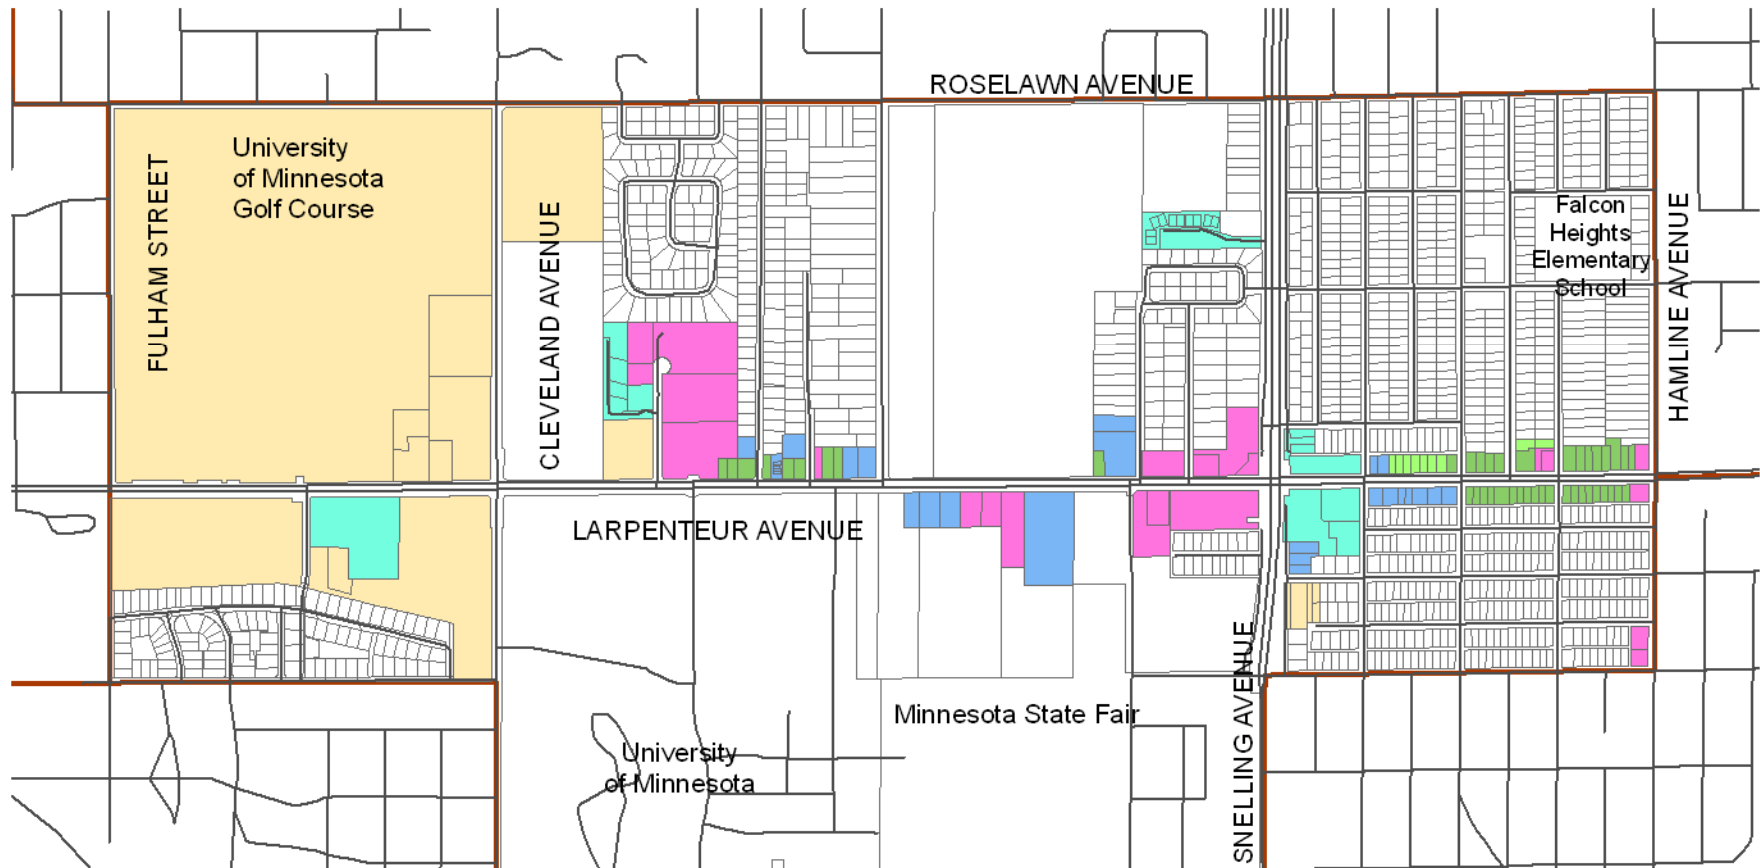 ROSELAWN AVENUE
University
of Minnesota
Golf Course
FULHAM STREET
CLEVELAND AVENUE
Falcon
Heights
Elementary
School
HAMLINE AVENUE
LARPENTEUR AVENUE
Minnesota State Fair
University
of Minnesota
SNELLING AVENUE